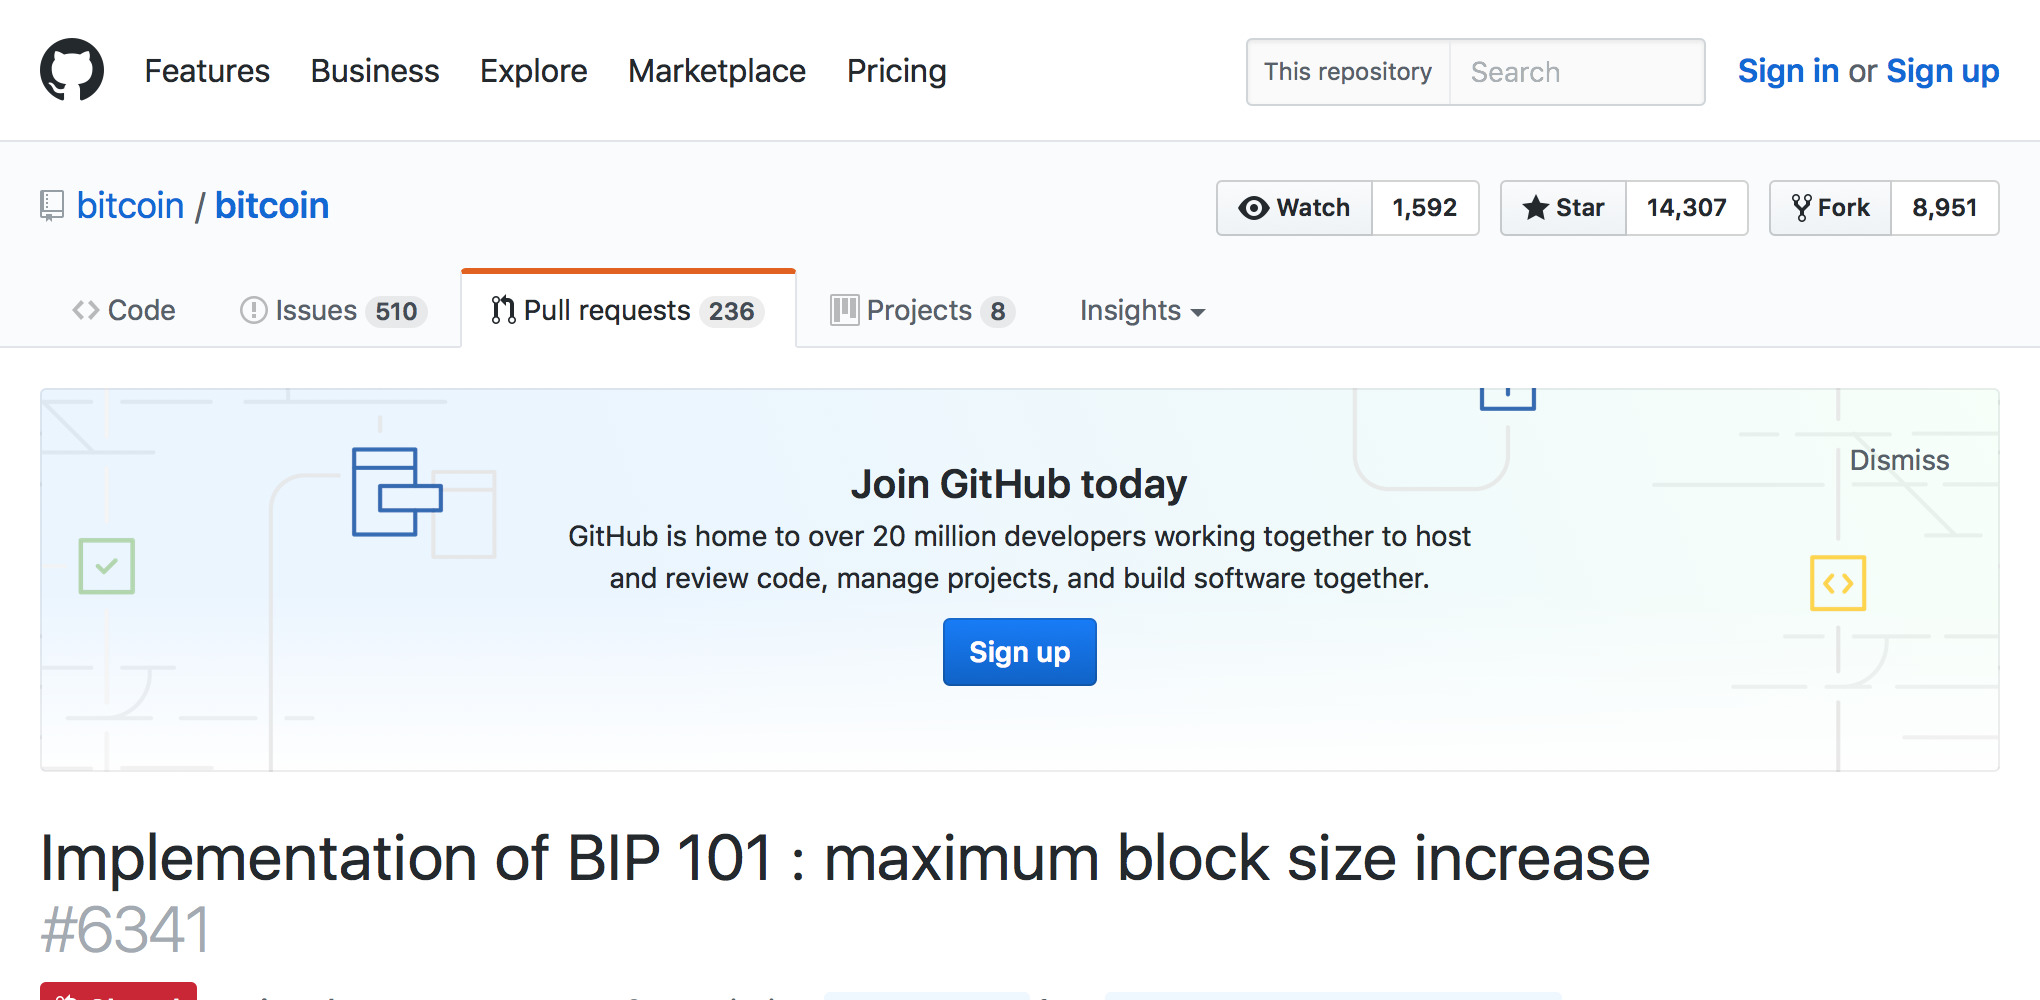 Features Business Explore Marketplace Pricing This repository Search Sign in or Sign up
bitcoin / bitcoin Watch 1,592 Star 14,307 Fork 8,951
Code Issues 510 Pull requests 236 Projects 8 Insights
Dismiss
Join GitHub today
GitHub is home to over 20 million developers working together to host
and review code, manage projects, and build software together.
Sign up
Implementation of BIP 101 : maximum block size increase
#6341